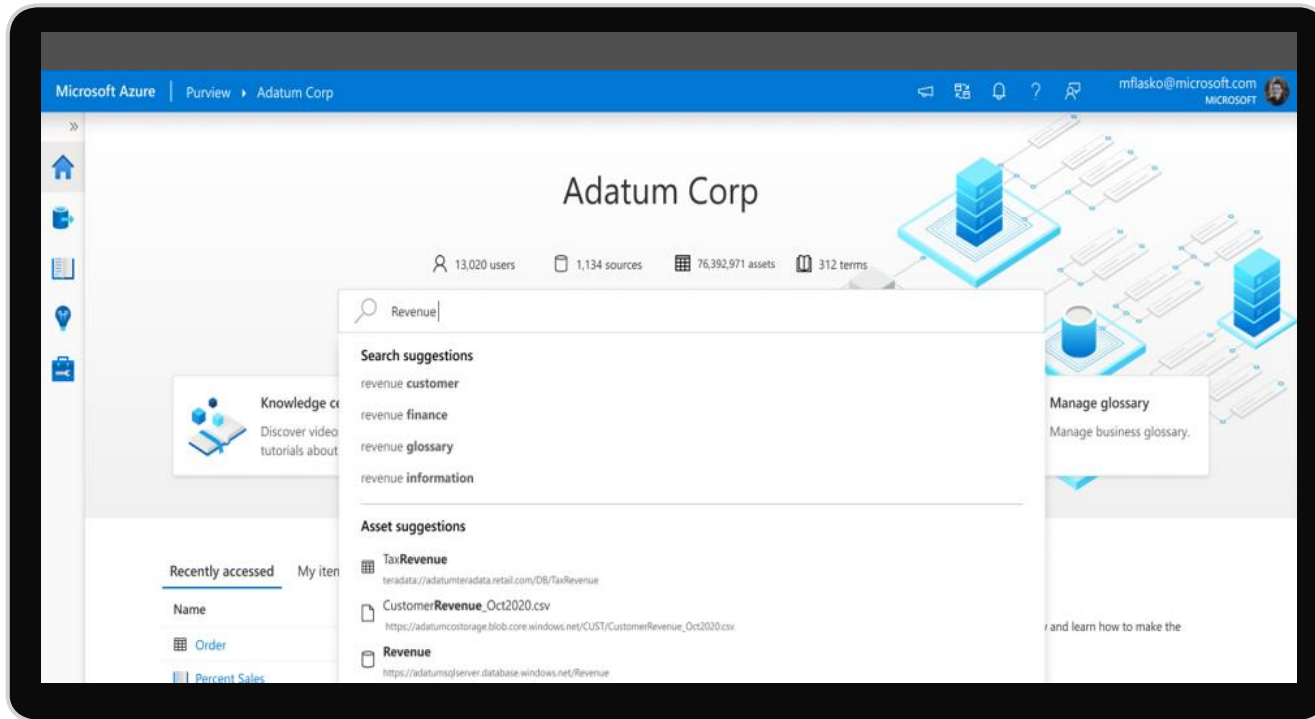 Microsoft Azure | Purview ▸ Adatum Corp
mflasko@microsoft.com
MICROSOFT
Adatum Corp
13,020 users 1,134 sources 76,392,971 assets 312 terms
Revenue
Search suggestions
revenue customer
revenue finance
revenue glossary
revenue information
Knowledge ce
Discover video
tutorials about
Manage glossary
Manage business glossary.
Asset suggestions
TaxRevenue
teradata://adatumteradata.retail.com/DB/TaxRevenue
CustomerRevenue_Oct2020.csv
https://adatumcostorage.blob.core.windows.net/CUST/CustomerRevenue_Oct2020.csv
Revenue
https://adatumsqlserver.database.windows.net/Revenue
Recently accessed My iten
Name
Order
Percent Sales
and learn how to make the